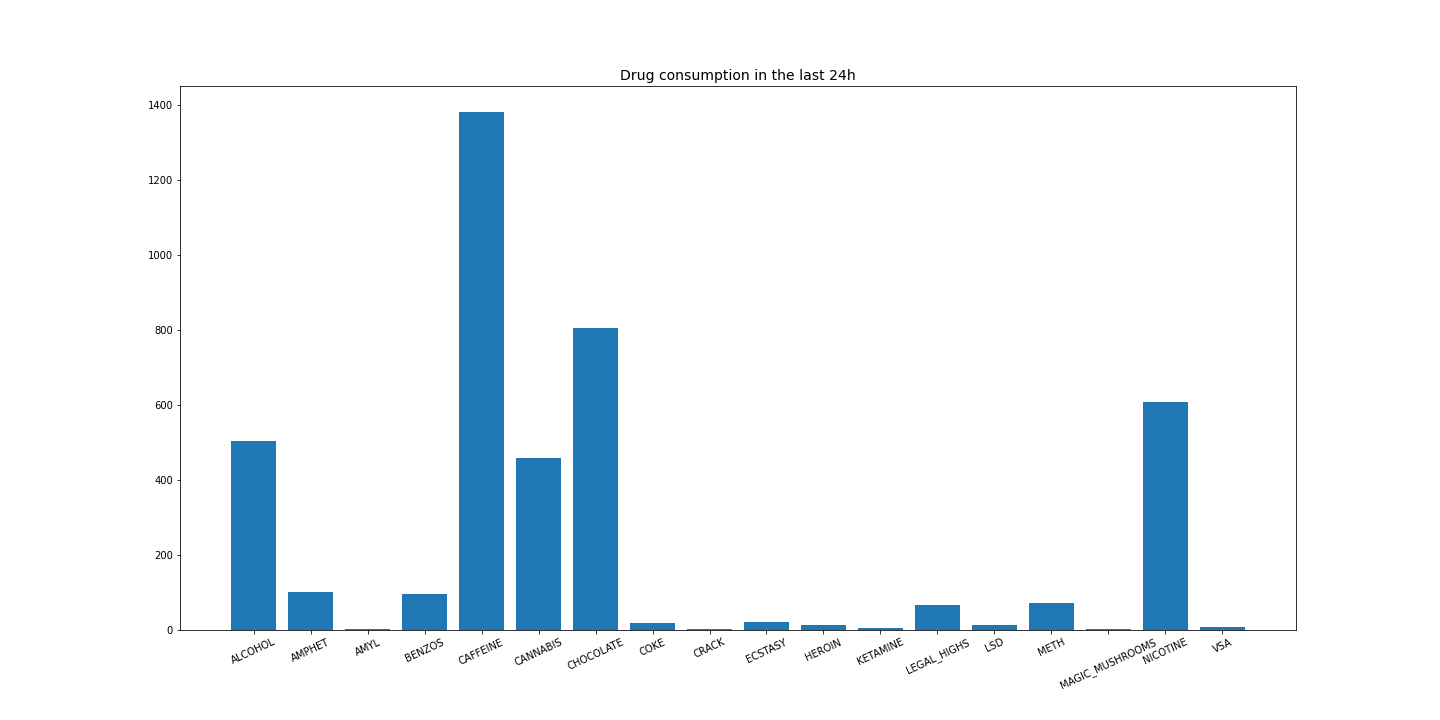 Drug consumption in the last 24h
1400
1200
1000
800
600
400
200
0
ALCOHOL
AMPHET
AMYL
BENZOS
CAFFEINE
CANNABIS
CHOCOLATE
COKE
CRACK
ECSTASY
HEROIN
KETAMINE
LEGAL_HIGHS
LSD
METH
MAGIC_MUSHROOMS
NICOTINE
VSA